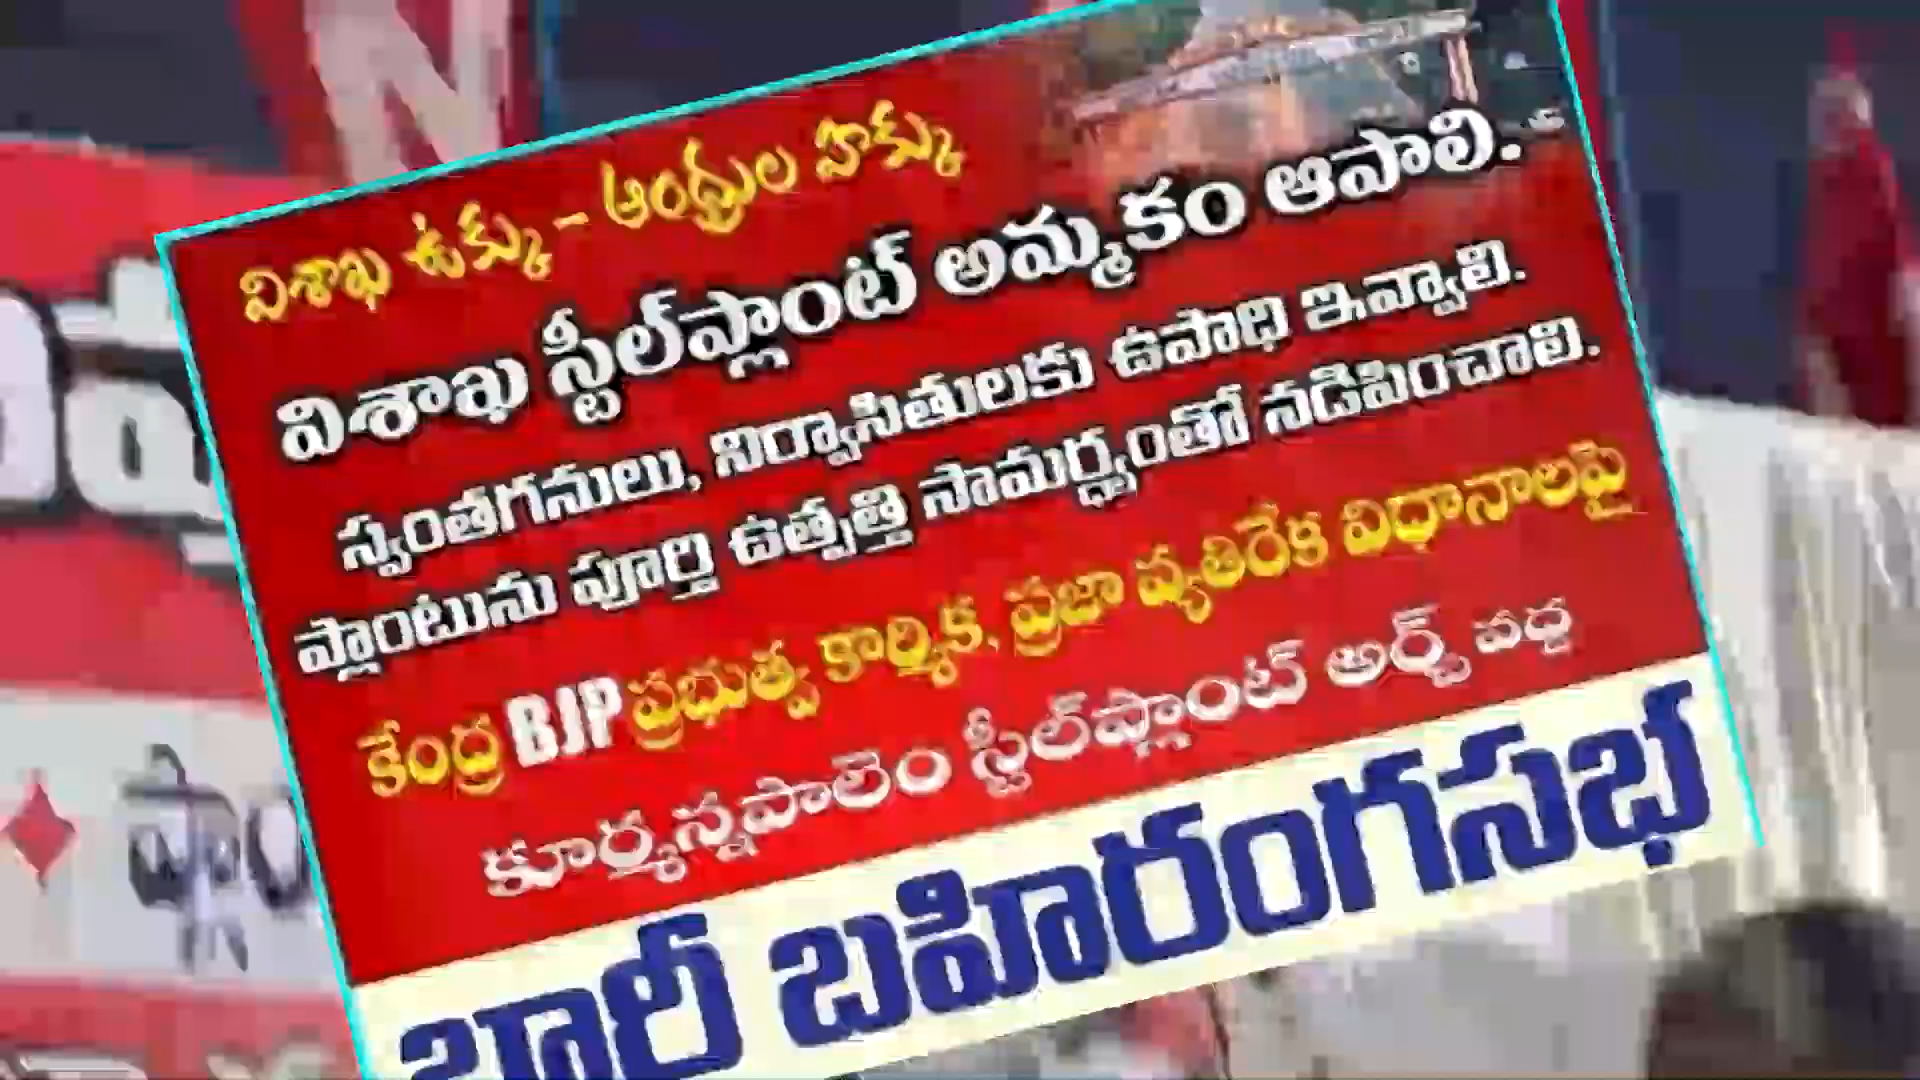 విశాఖ ఉక్కు - ఆంధ్రుల హక్కు
విశాఖ స్టీల్‌ప్లాంట్ అమ్మకం ఆపాలి.
స్వంతగనులు, నిర్వాసితులకు ఉపాధి ఇవ్వాలి.
ప్లాంటును పూర్తి ఉత్పత్తి సామర్థ్యంతో నడిపించాలి.
కేంద్ర BJP ప్రభుత్వ కార్మిక, ప్రజా వ్యతిరేక విధానాలపై
కూర్మన్నపాలెం స్టీల్‌ప్లాంట్ ఆర్చ్ వద్ద
భారీ బహిరంగసభ